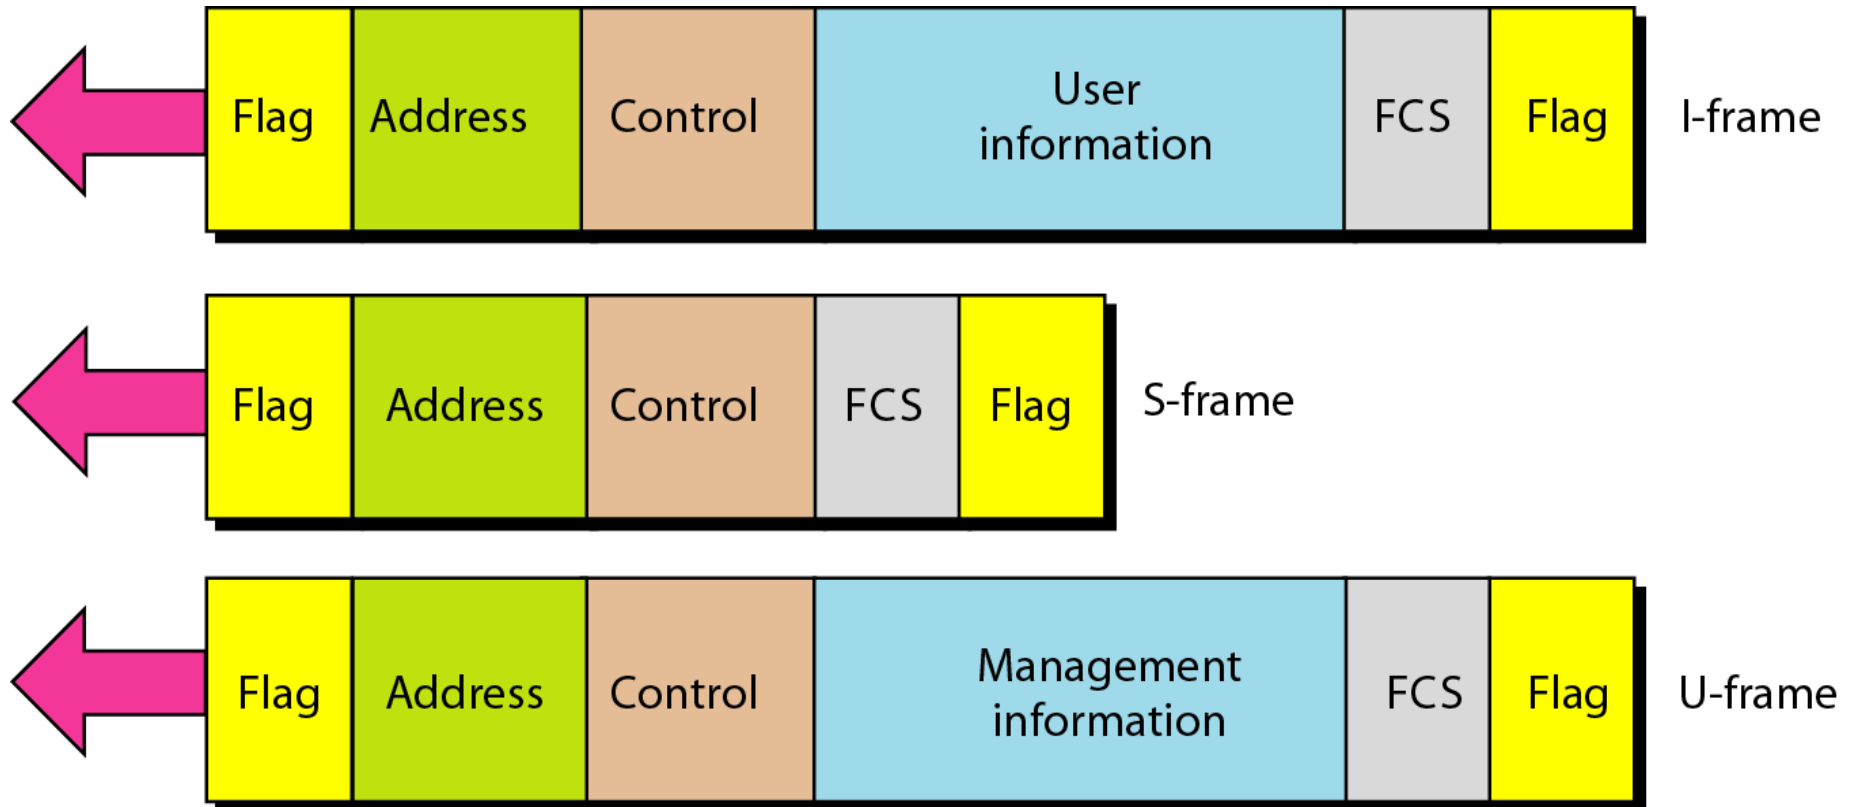 Flag Address Control User information FCS Flag I-frame
Flag Address Control FCS Flag S-frame
Flag Address Control Management information FCS Flag U-frame